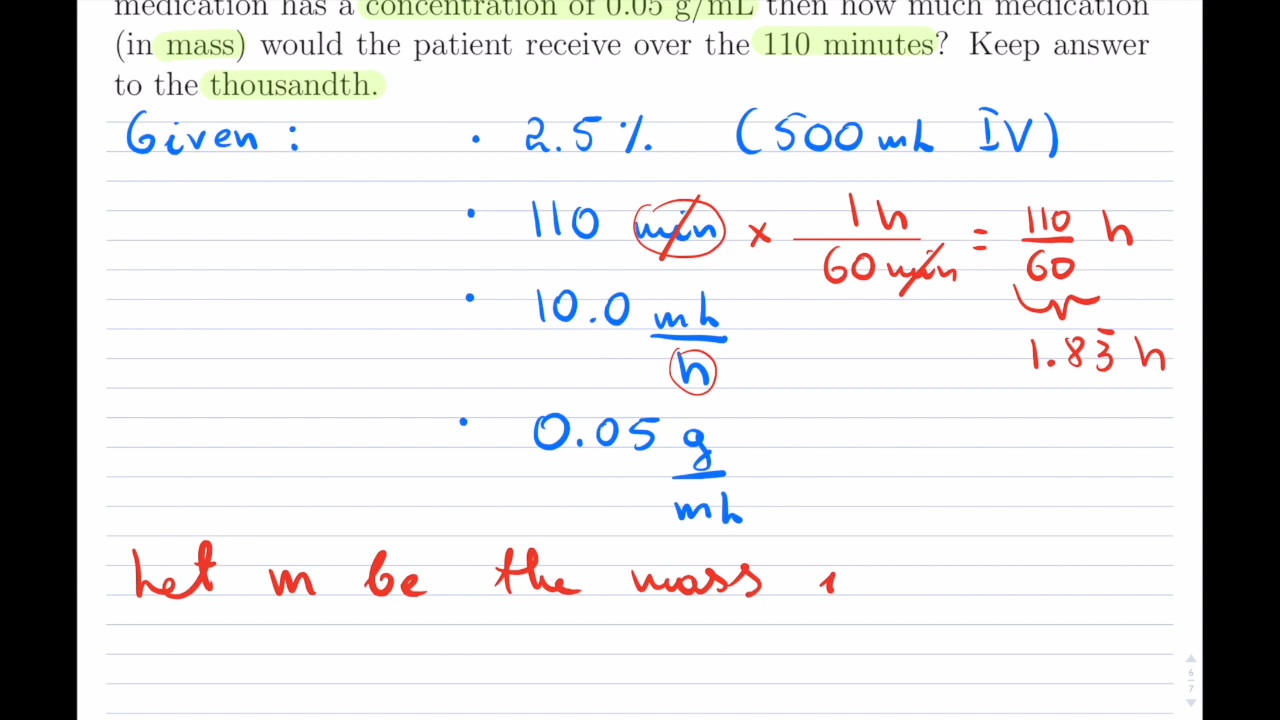 medication has a concentration of 0.05 g/mL then how much medication
(in mass) would the patient receive over the 110 minutes? Keep answer
to the thousandth.
Given : • 2.5 % (500 mL IV)
• 110 min × 1 h / 60 min = 110 / 60 h
1.83̅ h
• 10.0 mL / h
• 0.05 g / mL
Let m be the mass
6
7